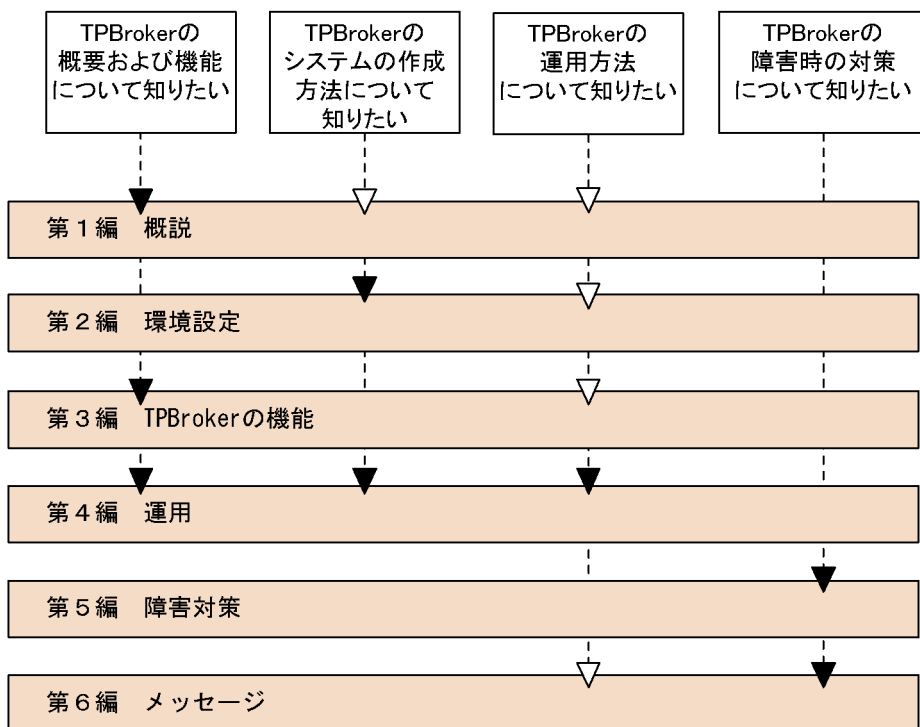 TPBrokerの
概要および機能
について知りたい
TPBrokerの
システムの作成
方法について
知りたい
TPBrokerの
運用方法
について知りたい
TPBrokerの
障害時の対策
について知りたい
第1編　概説
第2編　環境設定
第3編　TPBrokerの機能
第4編　運用
第5編　障害対策
第6編　メッセージ